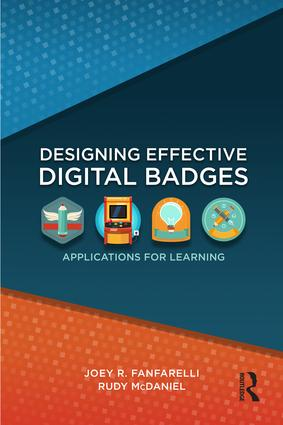 DESIGNING EFFECTIVE
DIGITAL BADGES
APPLICATIONS FOR LEARNING
JOEY R. FANFARELLI
RUDY McDANIEL
ROUTLEDGE